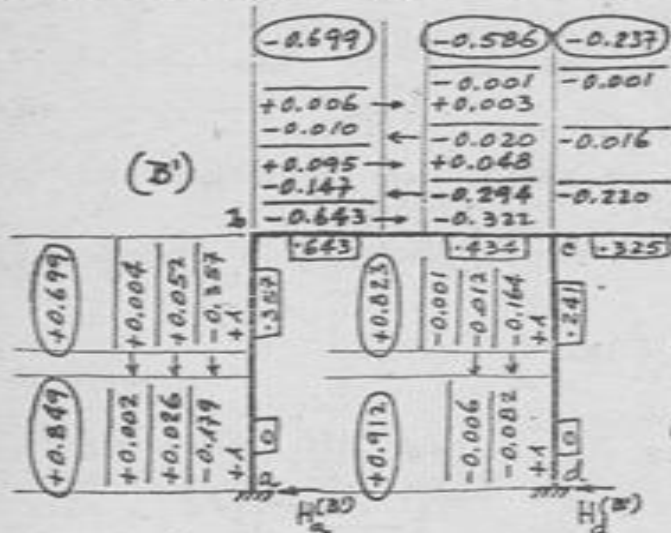 -0.699 -0.586 -0.237
-0.001 -0.001
+0.006 → +0.003
-0.010 ← -0.020 -0.016
+0.095 → +0.048
-0.147 ← -0.294 -0.220
-0.643 → -0.322
(B')
b .643 .434 c .325
+0.699 +0.004 +0.052 -0.357 +1 .357
+0.823 -0.001 -0.012 -0.164 +1 .241
+0.849 +0.002 +0.026 -0.179 +1 0
+0.912 -0.006 -0.082 +1 0
a d